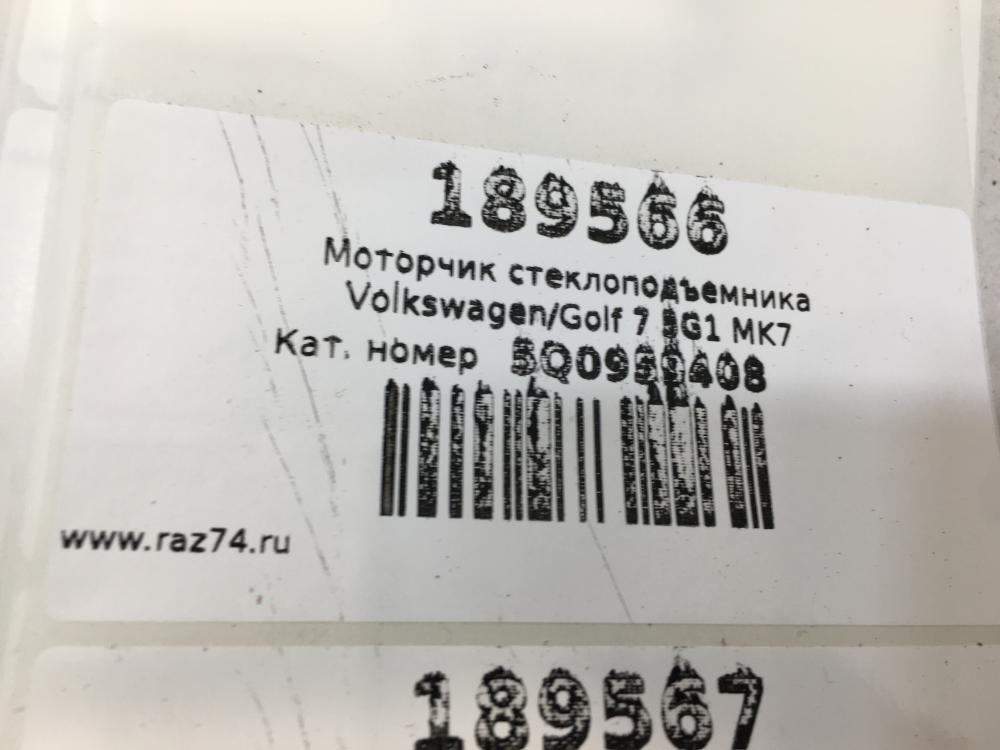 189566
Моторчик стеклоподъемника
Volkswagen/Golf 7 5G1 MK7
Кат. номер 5Q0959408
www.raz74.ru
189567